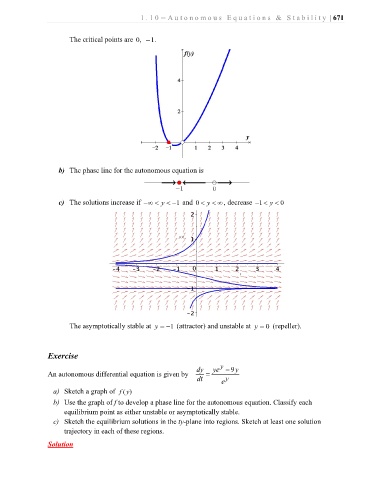 1.10 – Autonomous Equations & Stability | 671
The critical points are 0, −1.
f(y)
4
2
y
−2 −1 1 2 3 4
b) The phase line for the autonomous equation is
−1 0
c) The solutions increase if −∞ < y < −1 and 0 < y < ∞, decrease −1 < y < 0
2
1
-4 -3 -2 -1 0 1 2 3 4
-1
-2
The asymptotically stable at y = −1 (attractor) and unstable at y = 0 (repeller).
Exercise
An autonomous differential equation is given by dy/dt = (ye^y − 9y)/e^y
a) Sketch a graph of f(y)
b) Use the graph of f to develop a phase line for the autonomous equation. Classify each
equilibrium point as either unstable or asymptotically stable.
c) Sketch the equilibrium solutions in the ty-plane into regions. Sketch at least one solution
trajectory in each of these regions.
Solution